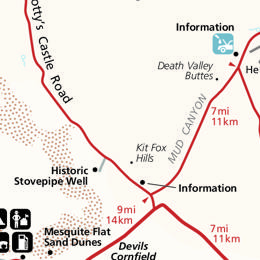 otty's Castle Road
Information
Death Valley
Buttes
He
7mi
11km
MUD CANYON
Kit Fox
Hills
Historic
Stovepipe Well
Information
9mi
14km
Mesquite Flat
Sand Dunes
Devils
Cornfield
7mi
11km